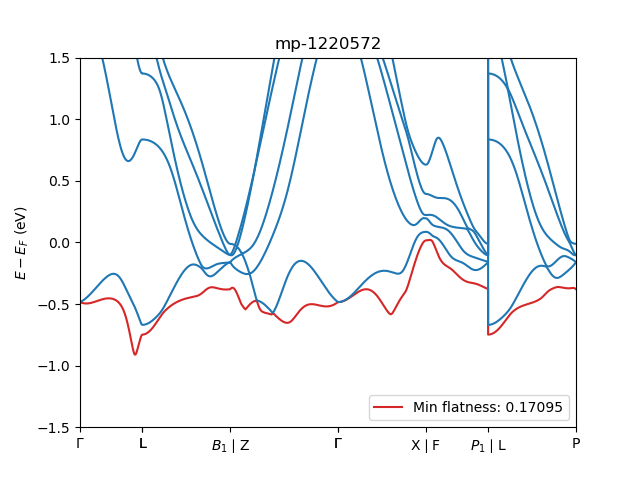 mp-1220572
E − E_F (eV)
1.5
1.0
0.5
0.0
−0.5
−1.0
−1.5
Min flatness: 0.17095
Γ L B₁ | Z Γ X | F P₁ | L P